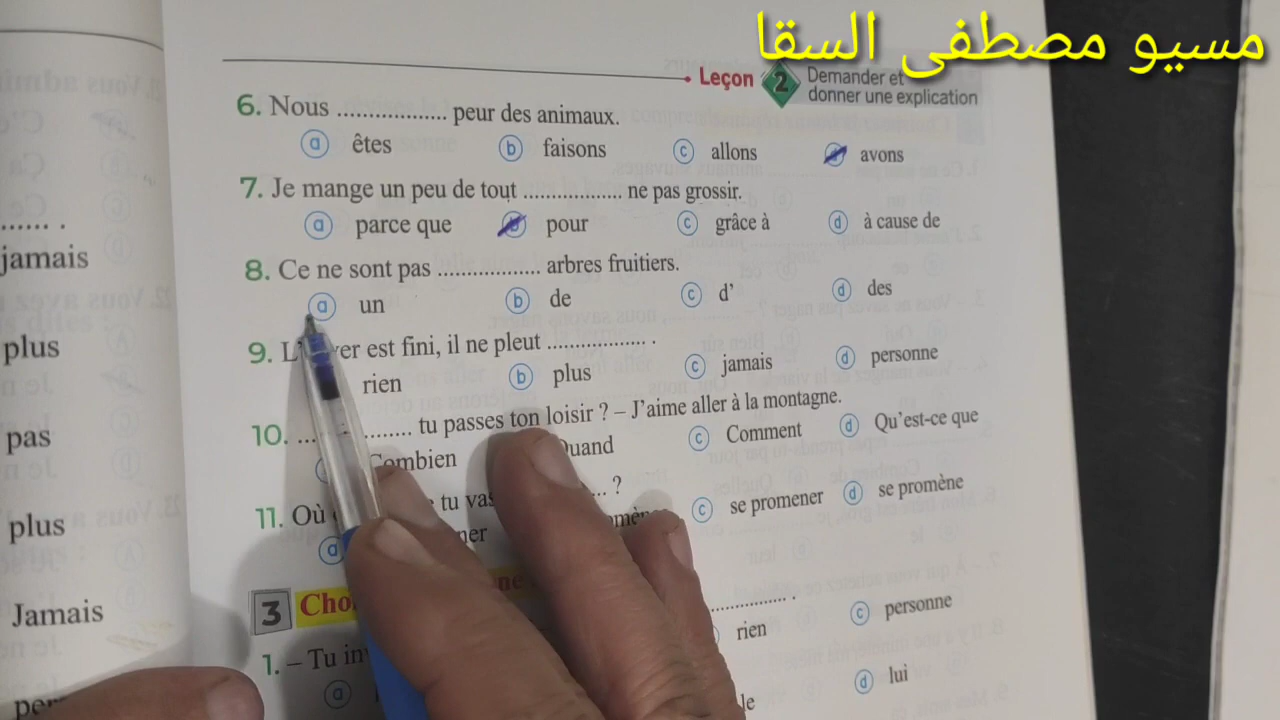 مسيو مصطفى السقا
Leçon 2 Demander et
donner une explication
6. Nous .................. peur des animaux.
a êtes b faisons c allons avons
7. Je mange un peu de tout .................. ne pas grossir.
a parce que pour c grâce à d à cause de
8. Ce ne sont pas .................. arbres fruitiers.
a un b de c d' d des
9. est fini, il ne pleut .................. .
rien b plus c jamais d personne
10. .................. tu passes ton loisir ? – J'aime aller à la montagne.
Combien c Comment d Qu'est-ce que
11. Où tu vas ... ?
a c se promener d se promène
3
.................. .
rien c personne
1. – Tu
a d lui
jamais
plus
pas
plus
Jamais